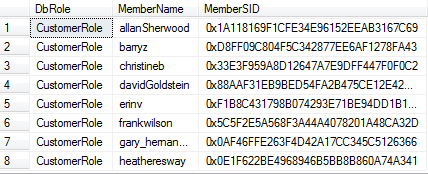 DbRole MemberName MemberSID
1 CustomerRole allanSherwood 0x1A118169F1CFE34E96152EEAB3167C69
2 CustomerRole barryz 0xD8FF09C804F5C342877EE6AF1278FA43
3 CustomerRole christineb 0x33E3F959A8D12647A7E9DFF447F0F0C2
4 CustomerRole davidGoldstein 0x88AAF31EB9BED54FA2B475CE12E42...
5 CustomerRole erinv 0xF1B8C431798B074293E71BE94DD1B1...
6 CustomerRole frankwilson 0x5C5F2E5A568F3A44A4078201A48CA32D
7 CustomerRole gary_hernan... 0x0AF46FFE263F4D42A17CC345C5126366
8 CustomerRole heatheresway 0x0E1F622BE4968946B5BB8B860A74A341